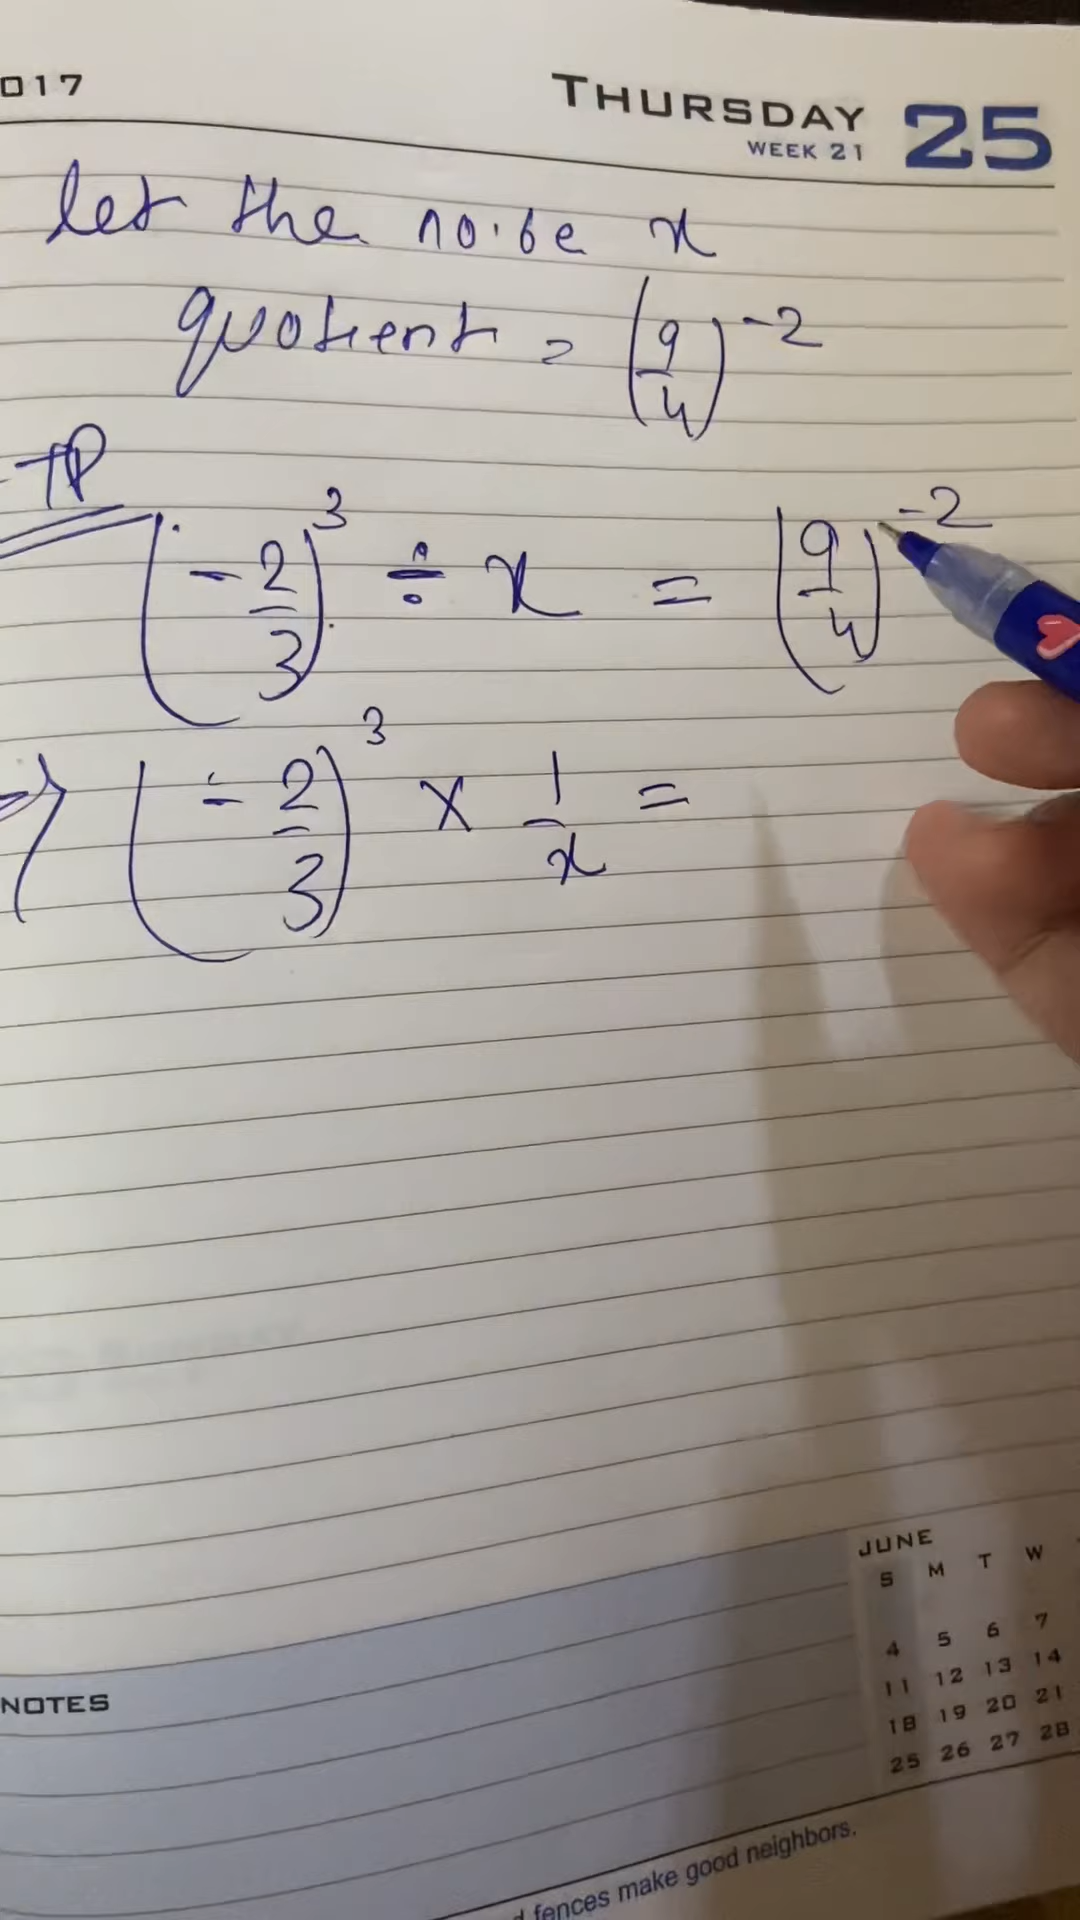 017
THURSDAY 25
WEEK 21
let the no. be x
quotient = (9/4)^-2
TP
(-2/3)^3 ÷ x = (9/4)^-2
=> (-2/3)^3 × 1/x =
JUNE
S M T W
4 5 6 7
11 12 13 14
18 19 20 21
25 26 27 28
NOTES
fences make good neighbors.